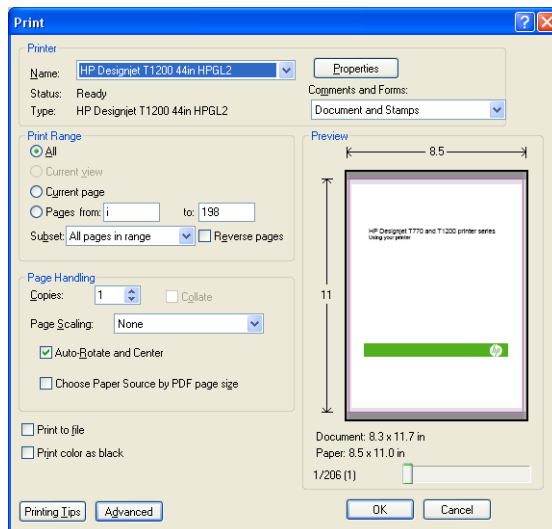 Print
Printer
Name: HP Designjet T1200 44in HPGL2
Properties
Status: Ready
Comments and Forms:
Type: HP Designjet T1200 44in HPGL2
Document and Stamps
Print Range
All
Current view
Current page
Pages from: i to: 198
Subset: All pages in range
Reverse pages
Page Handling
Copies: 1
Collate
Page Scaling: None
Auto-Rotate and Center
Choose Paper Source by PDF page size
Print to file
Print color as black
Printing Tips
Advanced
Preview
8.5
11
HP Designjet T770 and T1200 printer series
Using your printer
hp
Document: 8.3 x 11.7 in
Paper: 8.5 x 11.0 in
1/206 (1)
OK
Cancel